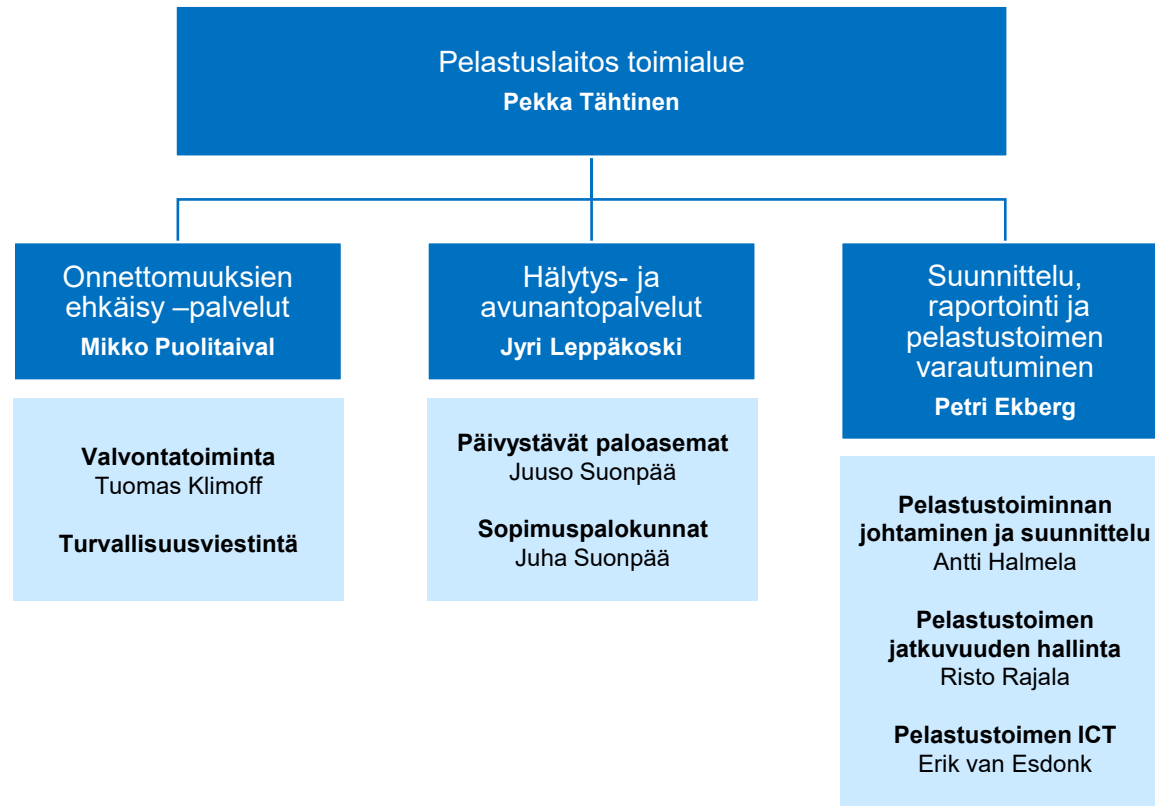 Pelastuslaitos toimialue
Pekka Tähtinen
Onnettomuuksien
ehkäisy –palvelut
Mikko Puolitaival
Valvontatoiminta
Tuomas Klimoff
Turvallisuusviestintä
Hälytys- ja
avunantopalvelut
Jyri Leppäkoski
Päivystävät paloasemat
Juuso Suonpää
Sopimuspalokunnat
Juha Suonpää
Suunnittelu,
raportointi ja
pelastustoimen
varautuminen
Petri Ekberg
Pelastustoiminnan
johtaminen ja suunnittelu
Antti Halmela
Pelastustoimen
jatkuvuuden hallinta
Risto Rajala
Pelastustoimen ICT
Erik van Esdonk